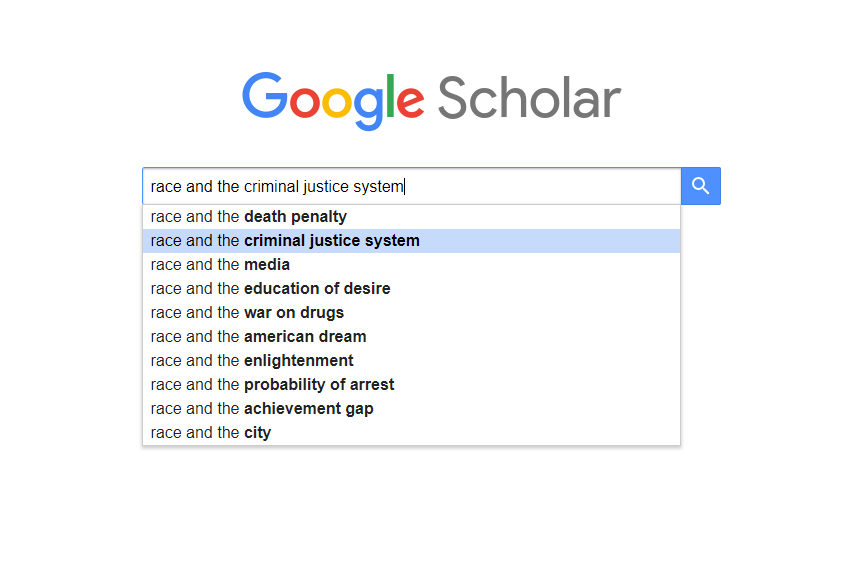 Google Scholar
race and the criminal justice system
race and the death penalty
race and the criminal justice system
race and the media
race and the education of desire
race and the war on drugs
race and the american dream
race and the enlightenment
race and the probability of arrest
race and the achievement gap
race and the city